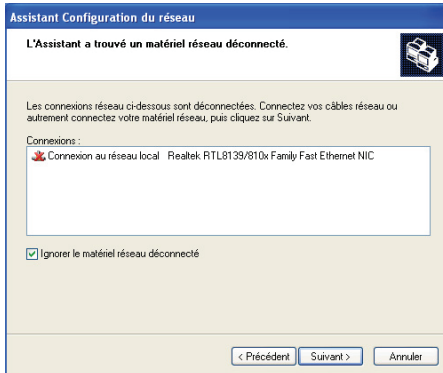 Assistant Configuration du réseau
L'Assistant a trouvé un matériel réseau déconnecté.
Les connexions réseau ci-dessous sont déconnectées. Connectez vos câbles réseau ou
autrement connectez votre matériel réseau, puis cliquez sur Suivant.
Connexions :
Connexion au réseau local Realtek RTL8139/810x Family Fast Ethernet NIC
Ignorer le matériel réseau déconnecté
< Précédent Suivant > Annuler